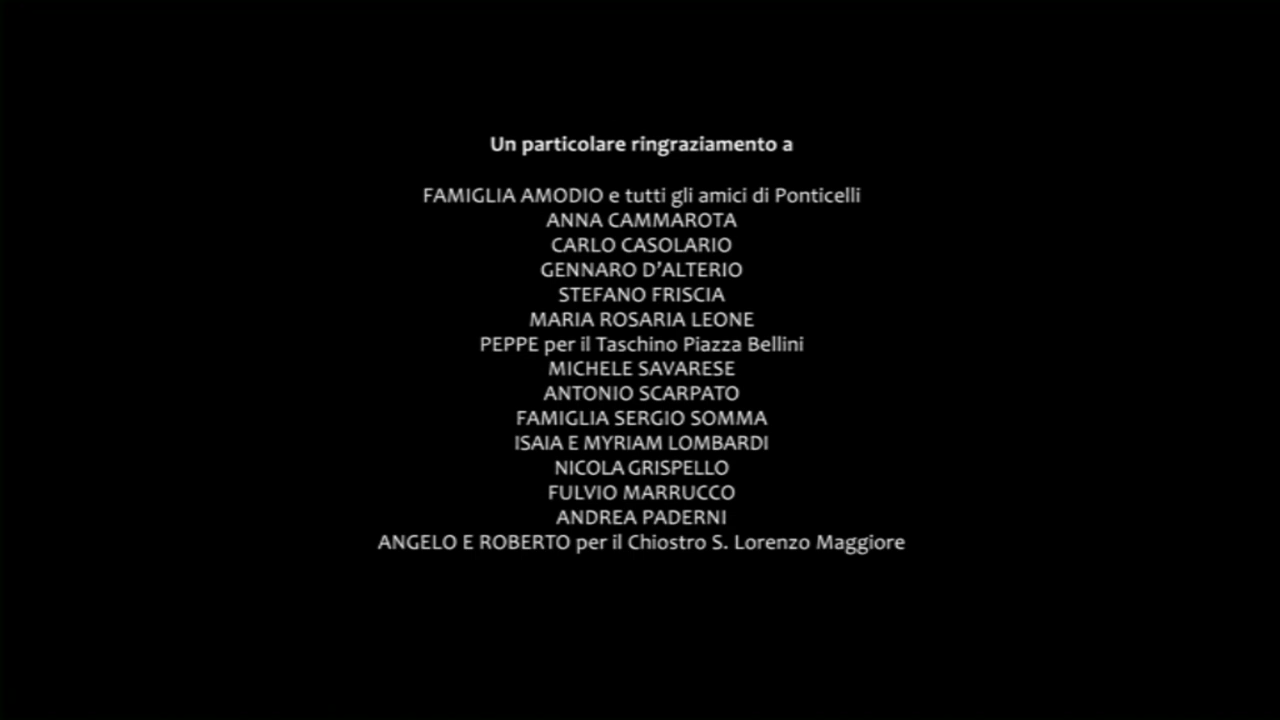 Un particolare ringraziamento a
FAMIGLIA AMODIO e tutti gli amici di Ponticelli
ANNA CAMMAROTA
CARLO CASOLARIO
GENNARO D’ALTERIO
STEFANO FRISCIA
MARIA ROSARIA LEONE
PEPPE per il Taschino Piazza Bellini
MICHELE SAVARESE
ANTONIO SCARPATO
FAMIGLIA SERGIO SOMMA
ISAIA E MYRIAM LOMBARDI
NICOLA GRISPELLO
FULVIO MARRUCCO
ANDREA PADERNI
ANGELO E ROBERTO per il Chiostro S. Lorenzo Maggiore